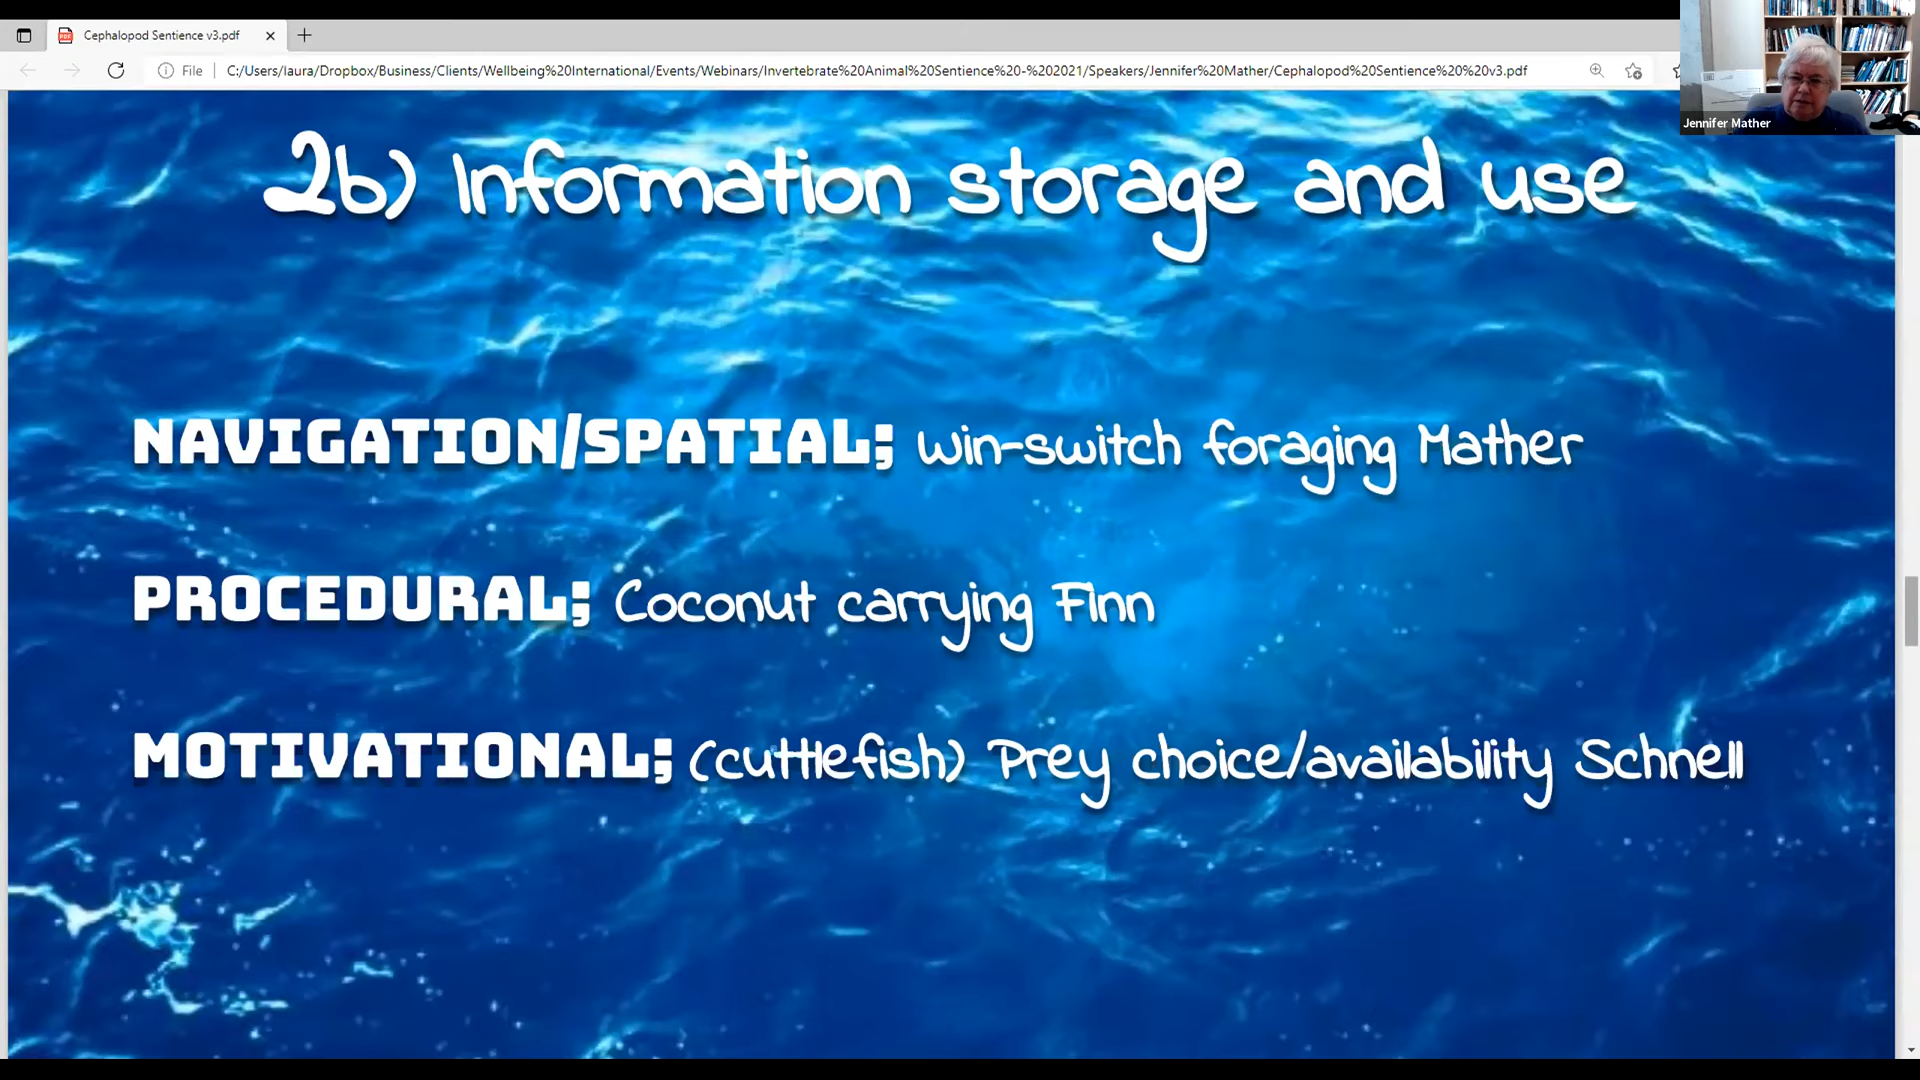 Cephalopod Sentience v3.pdf
File
C:/Users/laura/Dropbox/Business/Clients/Wellbeing%20International/Events/Webinars/Invertebrate%20Animal%20Sentience%20-%202021/Speakers/Jennifer%20Mather/Cephalopod%20Sentience%20%20v3.pdf
Jennifer Mather
2b) Information storage and use
NAVIGATION/SPATIAL; win-switch foraging Mather
PROCEDURAL; Coconut carrying Finn
MOTIVATIONAL; (cuttlefish) Prey choice/availability Schnell